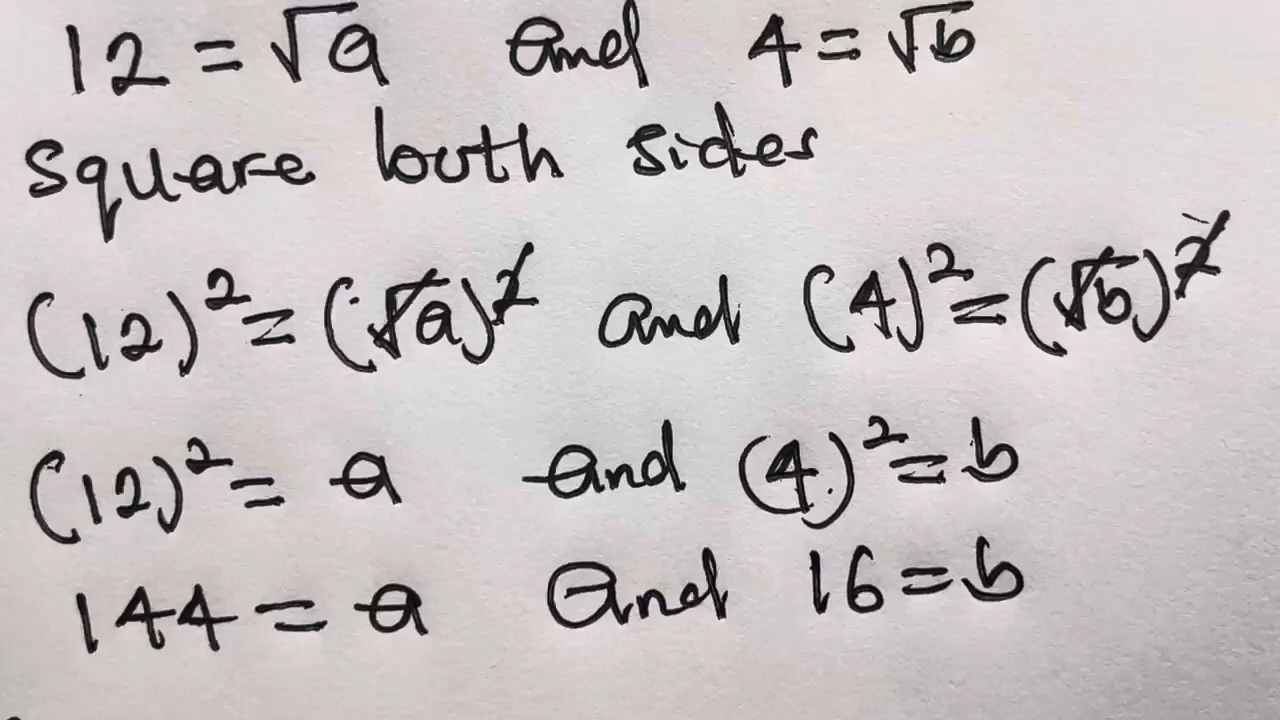 12 = √a and 4 = √b
square both sides
(12)² = (√a)² and (4)² = (√b)²
(12)² = a and (4)² = b
144 = a and 16 = b